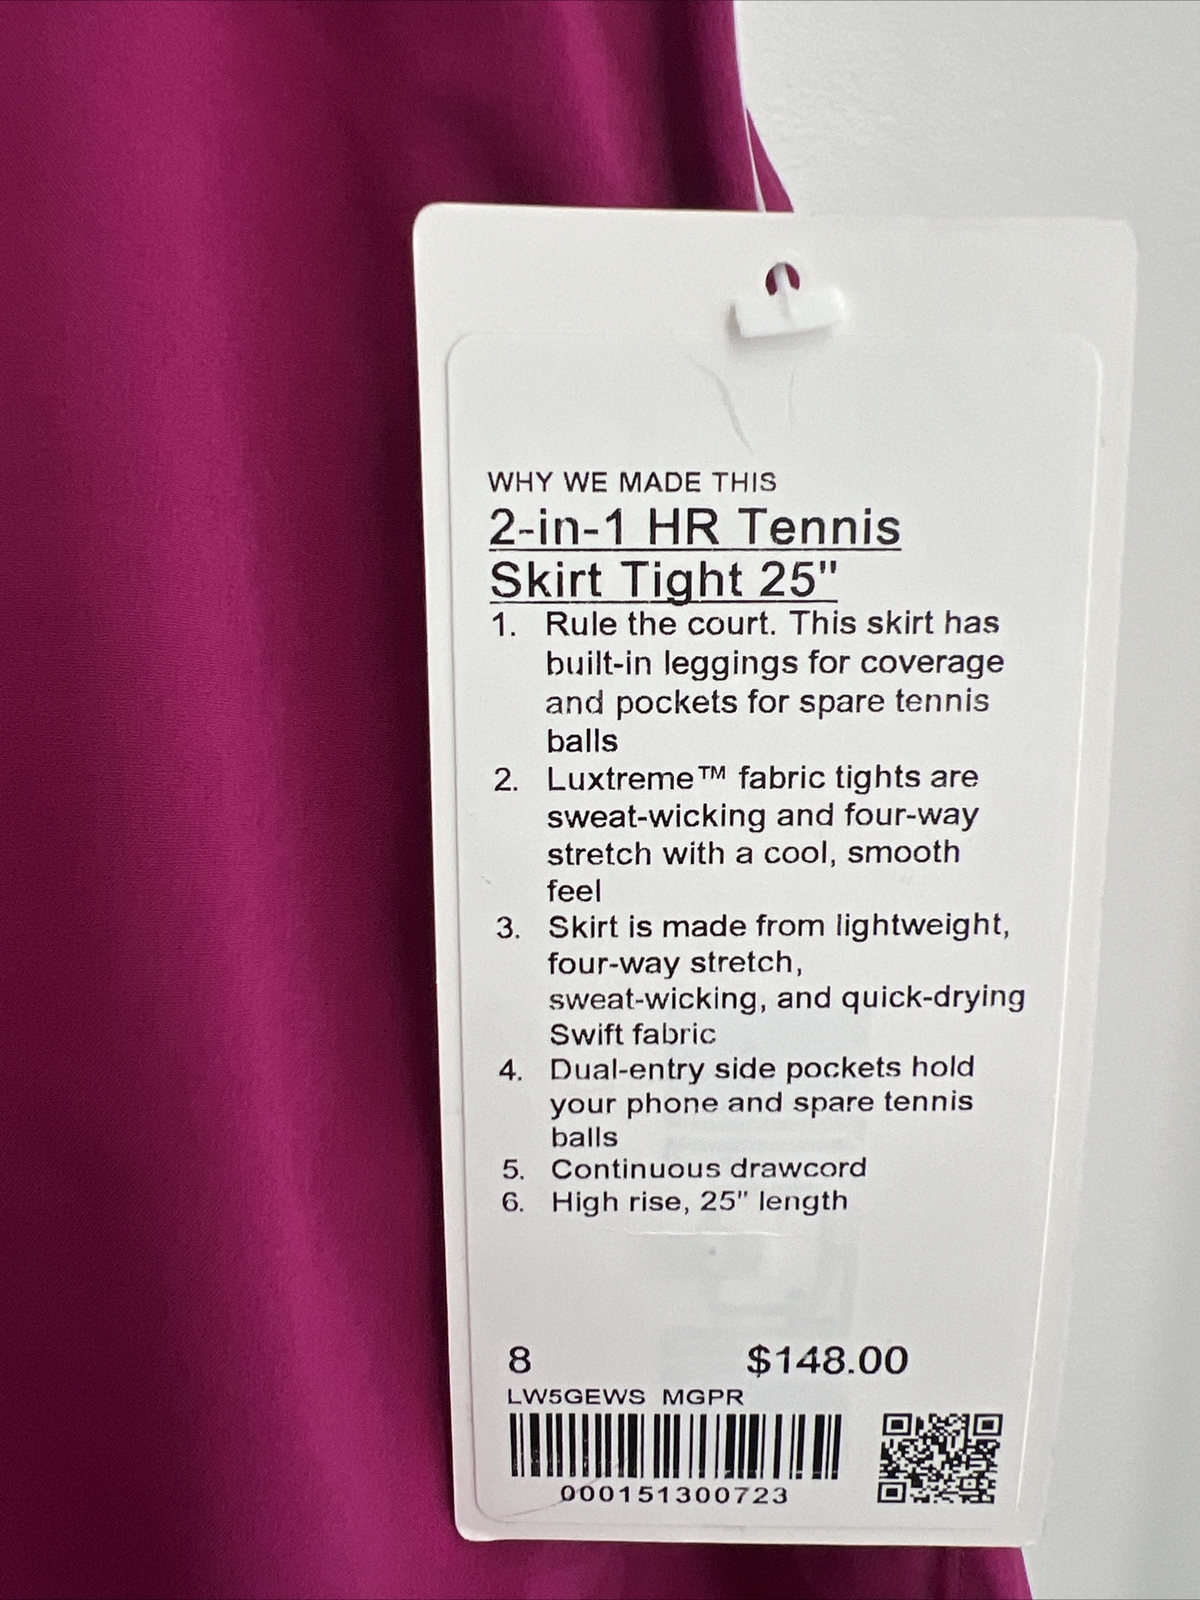 WHY WE MADE THIS
2-in-1 HR Tennis
Skirt Tight 25"
1. Rule the court. This skirt has
built-in leggings for coverage
and pockets for spare tennis
balls
2. Luxtreme™ fabric tights are
sweat-wicking and four-way
stretch with a cool, smooth
feel
3. Skirt is made from lightweight,
four-way stretch,
sweat-wicking, and quick-drying
Swift fabric
4. Dual-entry side pockets hold
your phone and spare tennis
balls
5. Continuous drawcord
6. High rise, 25" length
8 $148.00
LW5GEWS MGPR
000151300723